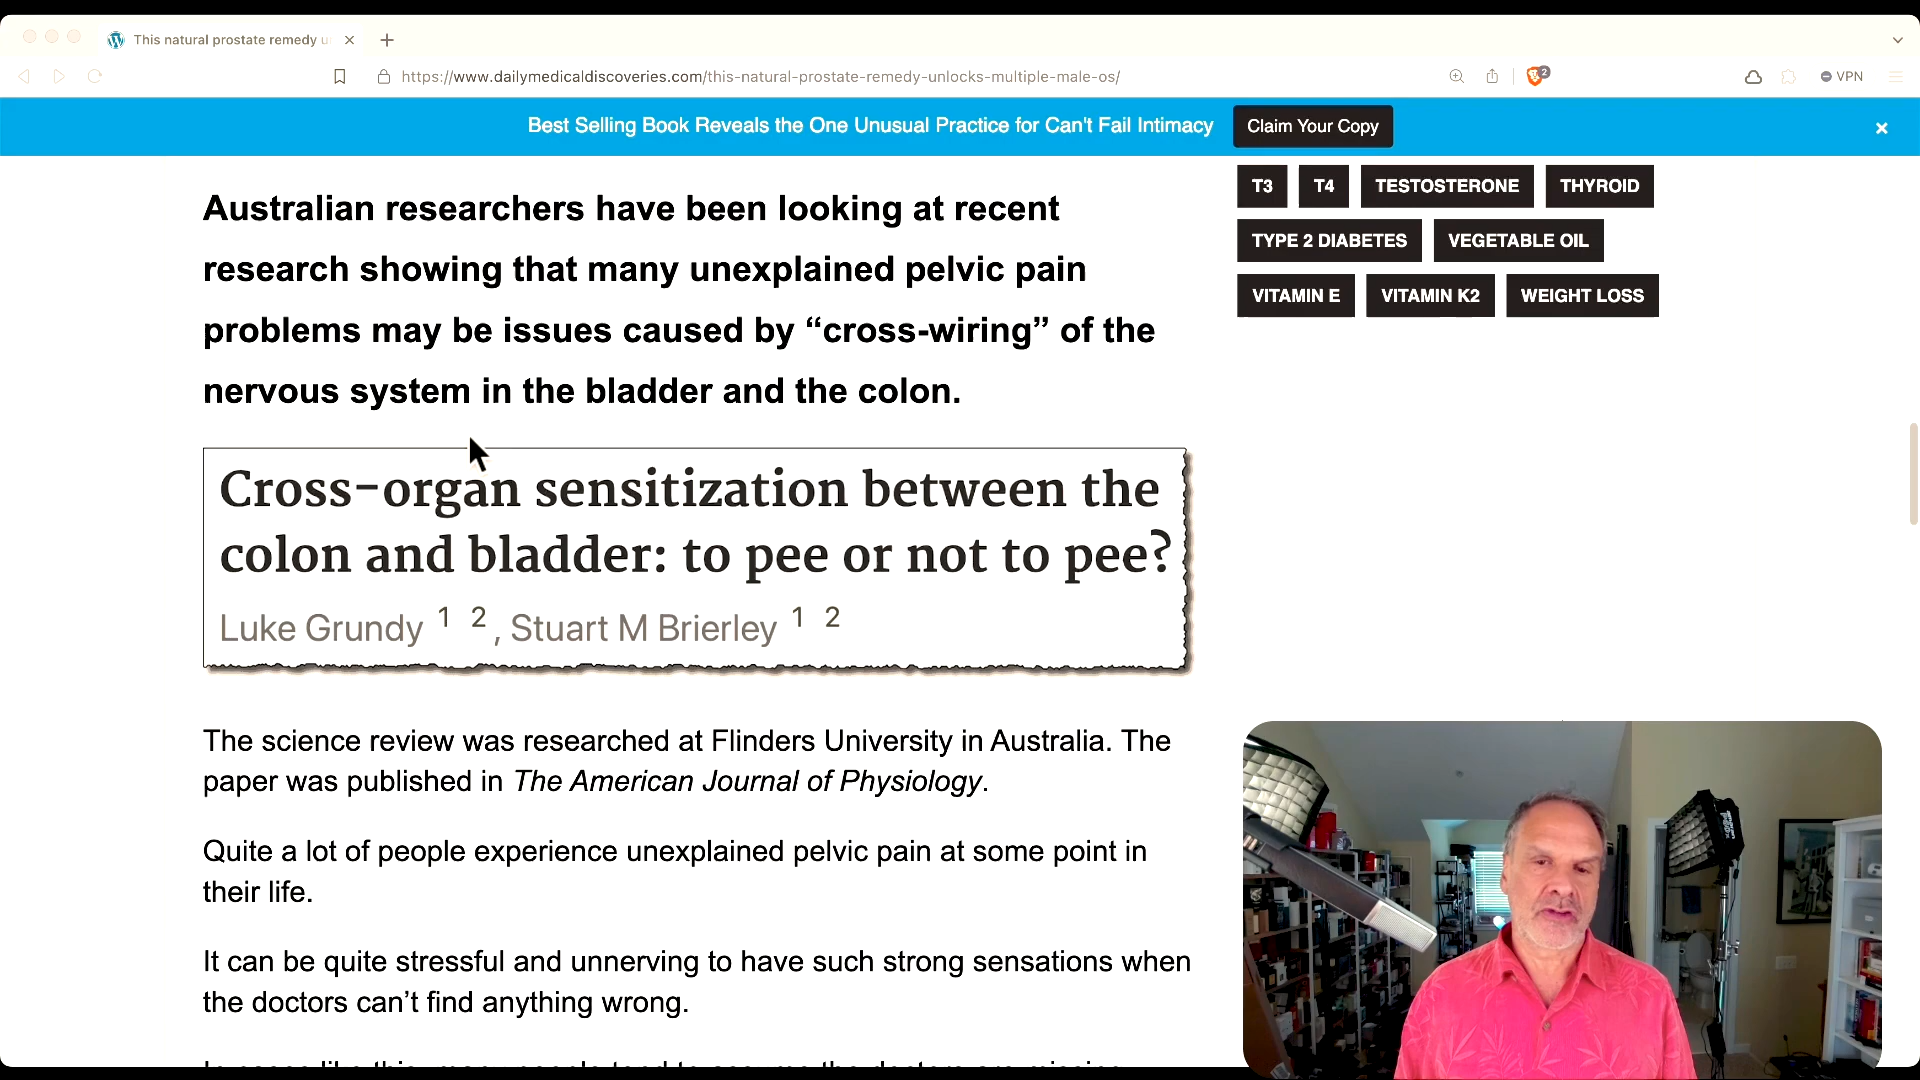 This natural prostate remedy u
https://www.dailymedicaldiscoveries.com/this-natural-prostate-remedy-unlocks-multiple-male-os/
2
VPN
Best Selling Book Reveals the One Unusual Practice for Can't Fail Intimacy
Claim Your Copy
Australian researchers have been looking at recent
research showing that many unexplained pelvic pain
problems may be issues caused by “cross-wiring” of the
nervous system in the bladder and the colon.
Cross-organ sensitization between the
colon and bladder: to pee or not to pee?
Luke Grundy 1 2, Stuart M Brierley 1 2
The science review was researched at Flinders University in Australia. The
paper was published in The American Journal of Physiology.
Quite a lot of people experience unexplained pelvic pain at some point in
their life.
It can be quite stressful and unnerving to have such strong sensations when
the doctors can’t find anything wrong.
T3 T4 TESTOSTERONE THYROID
TYPE 2 DIABETES VEGETABLE OIL
VITAMIN E VITAMIN K2 WEIGHT LOSS